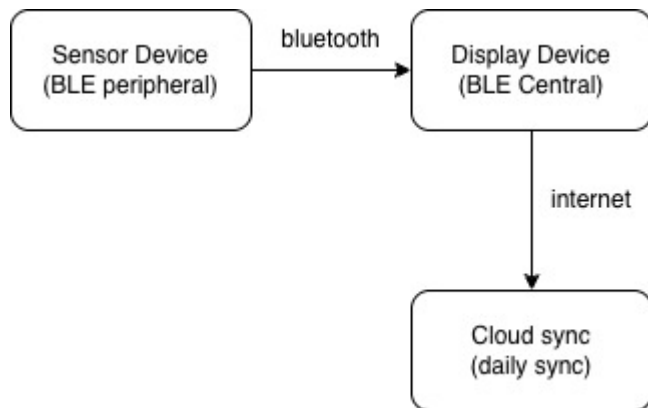 Sensor Device
(BLE peripheral)
bluetooth
Display Device
(BLE Central)
internet
Cloud sync
(daily sync)